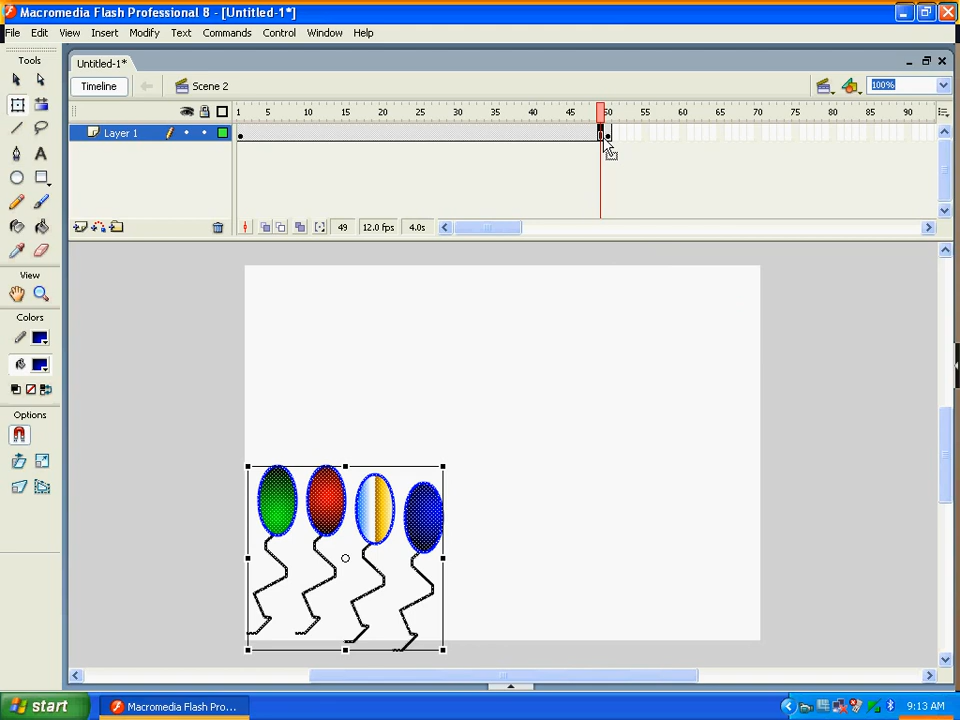 Macromedia Flash Professional 8 - [Untitled-1*]
File Edit View Insert Modify Text Commands Control Window Help
Tools
Untitled-1*
Timeline Scene 2 100%
1 5 10 15 20 25 30 35 40 45 50 55 60 65 70 75 80 85 90
Layer 1
A
49 12.0 fps 4.0s
View
Colors
Options
start Macromedia Flash Pro... 9:13 AM